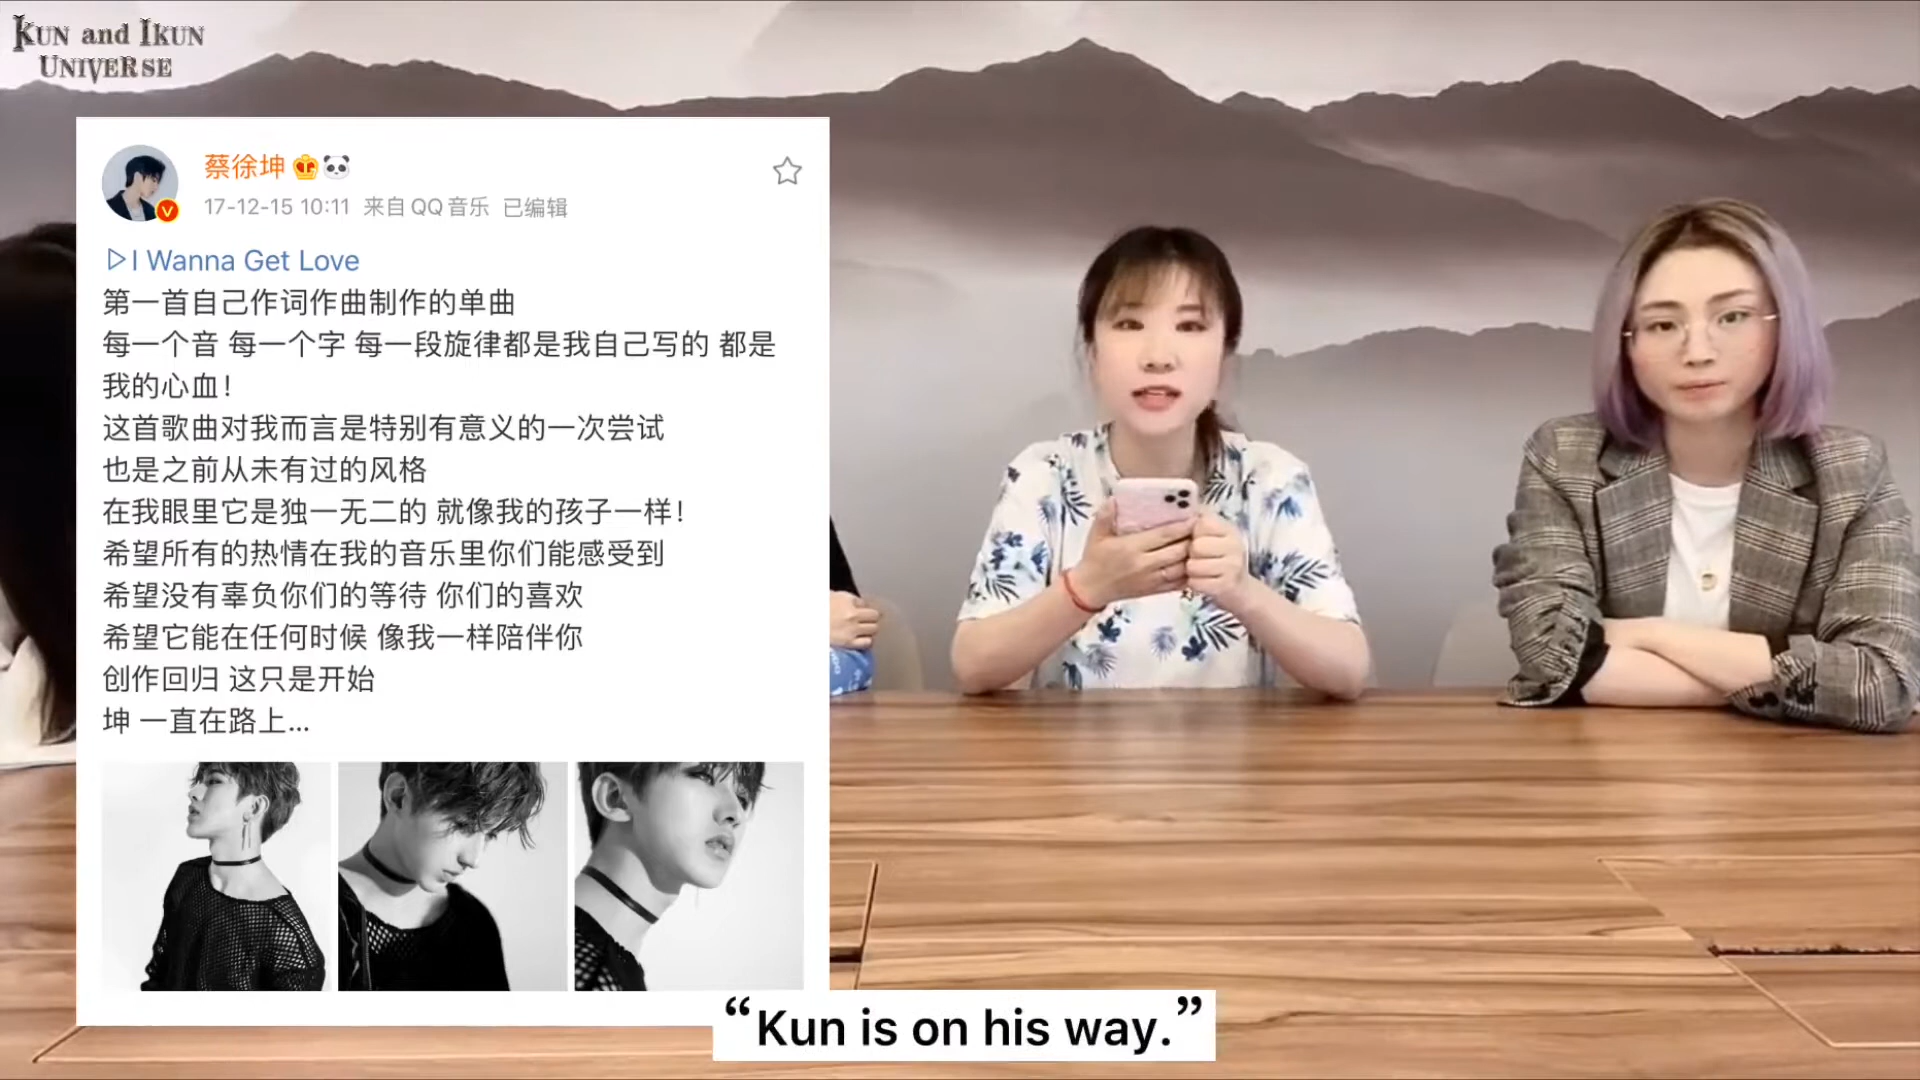 KUN and IKUN
UNIVERSE
蔡徐坤
17-12-15 10:11 来自 QQ 音乐 已编辑
I Wanna Get Love
第一首自己作词作曲制作的单曲
每一个音 每一个字 每一段旋律都是我自己写的 都是
我的心血！
这首歌曲对我而言是特别有意义的一次尝试
也是之前从未有过的风格
在我眼里它是独一无二的 就像我的孩子一样！
希望所有的热情在我的音乐里你们能感受到
希望没有辜负你们的等待 你们的喜欢
希望它能在任何时候 像我一样陪伴你
创作回归 这只是开始
坤 一直在路上...
“Kun is on his way.”